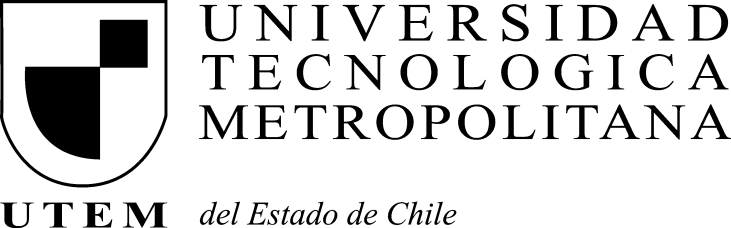 UNIVERSIDAD
TECNOLOGICA
METROPOLITANA
UTEM
del Estado de Chile